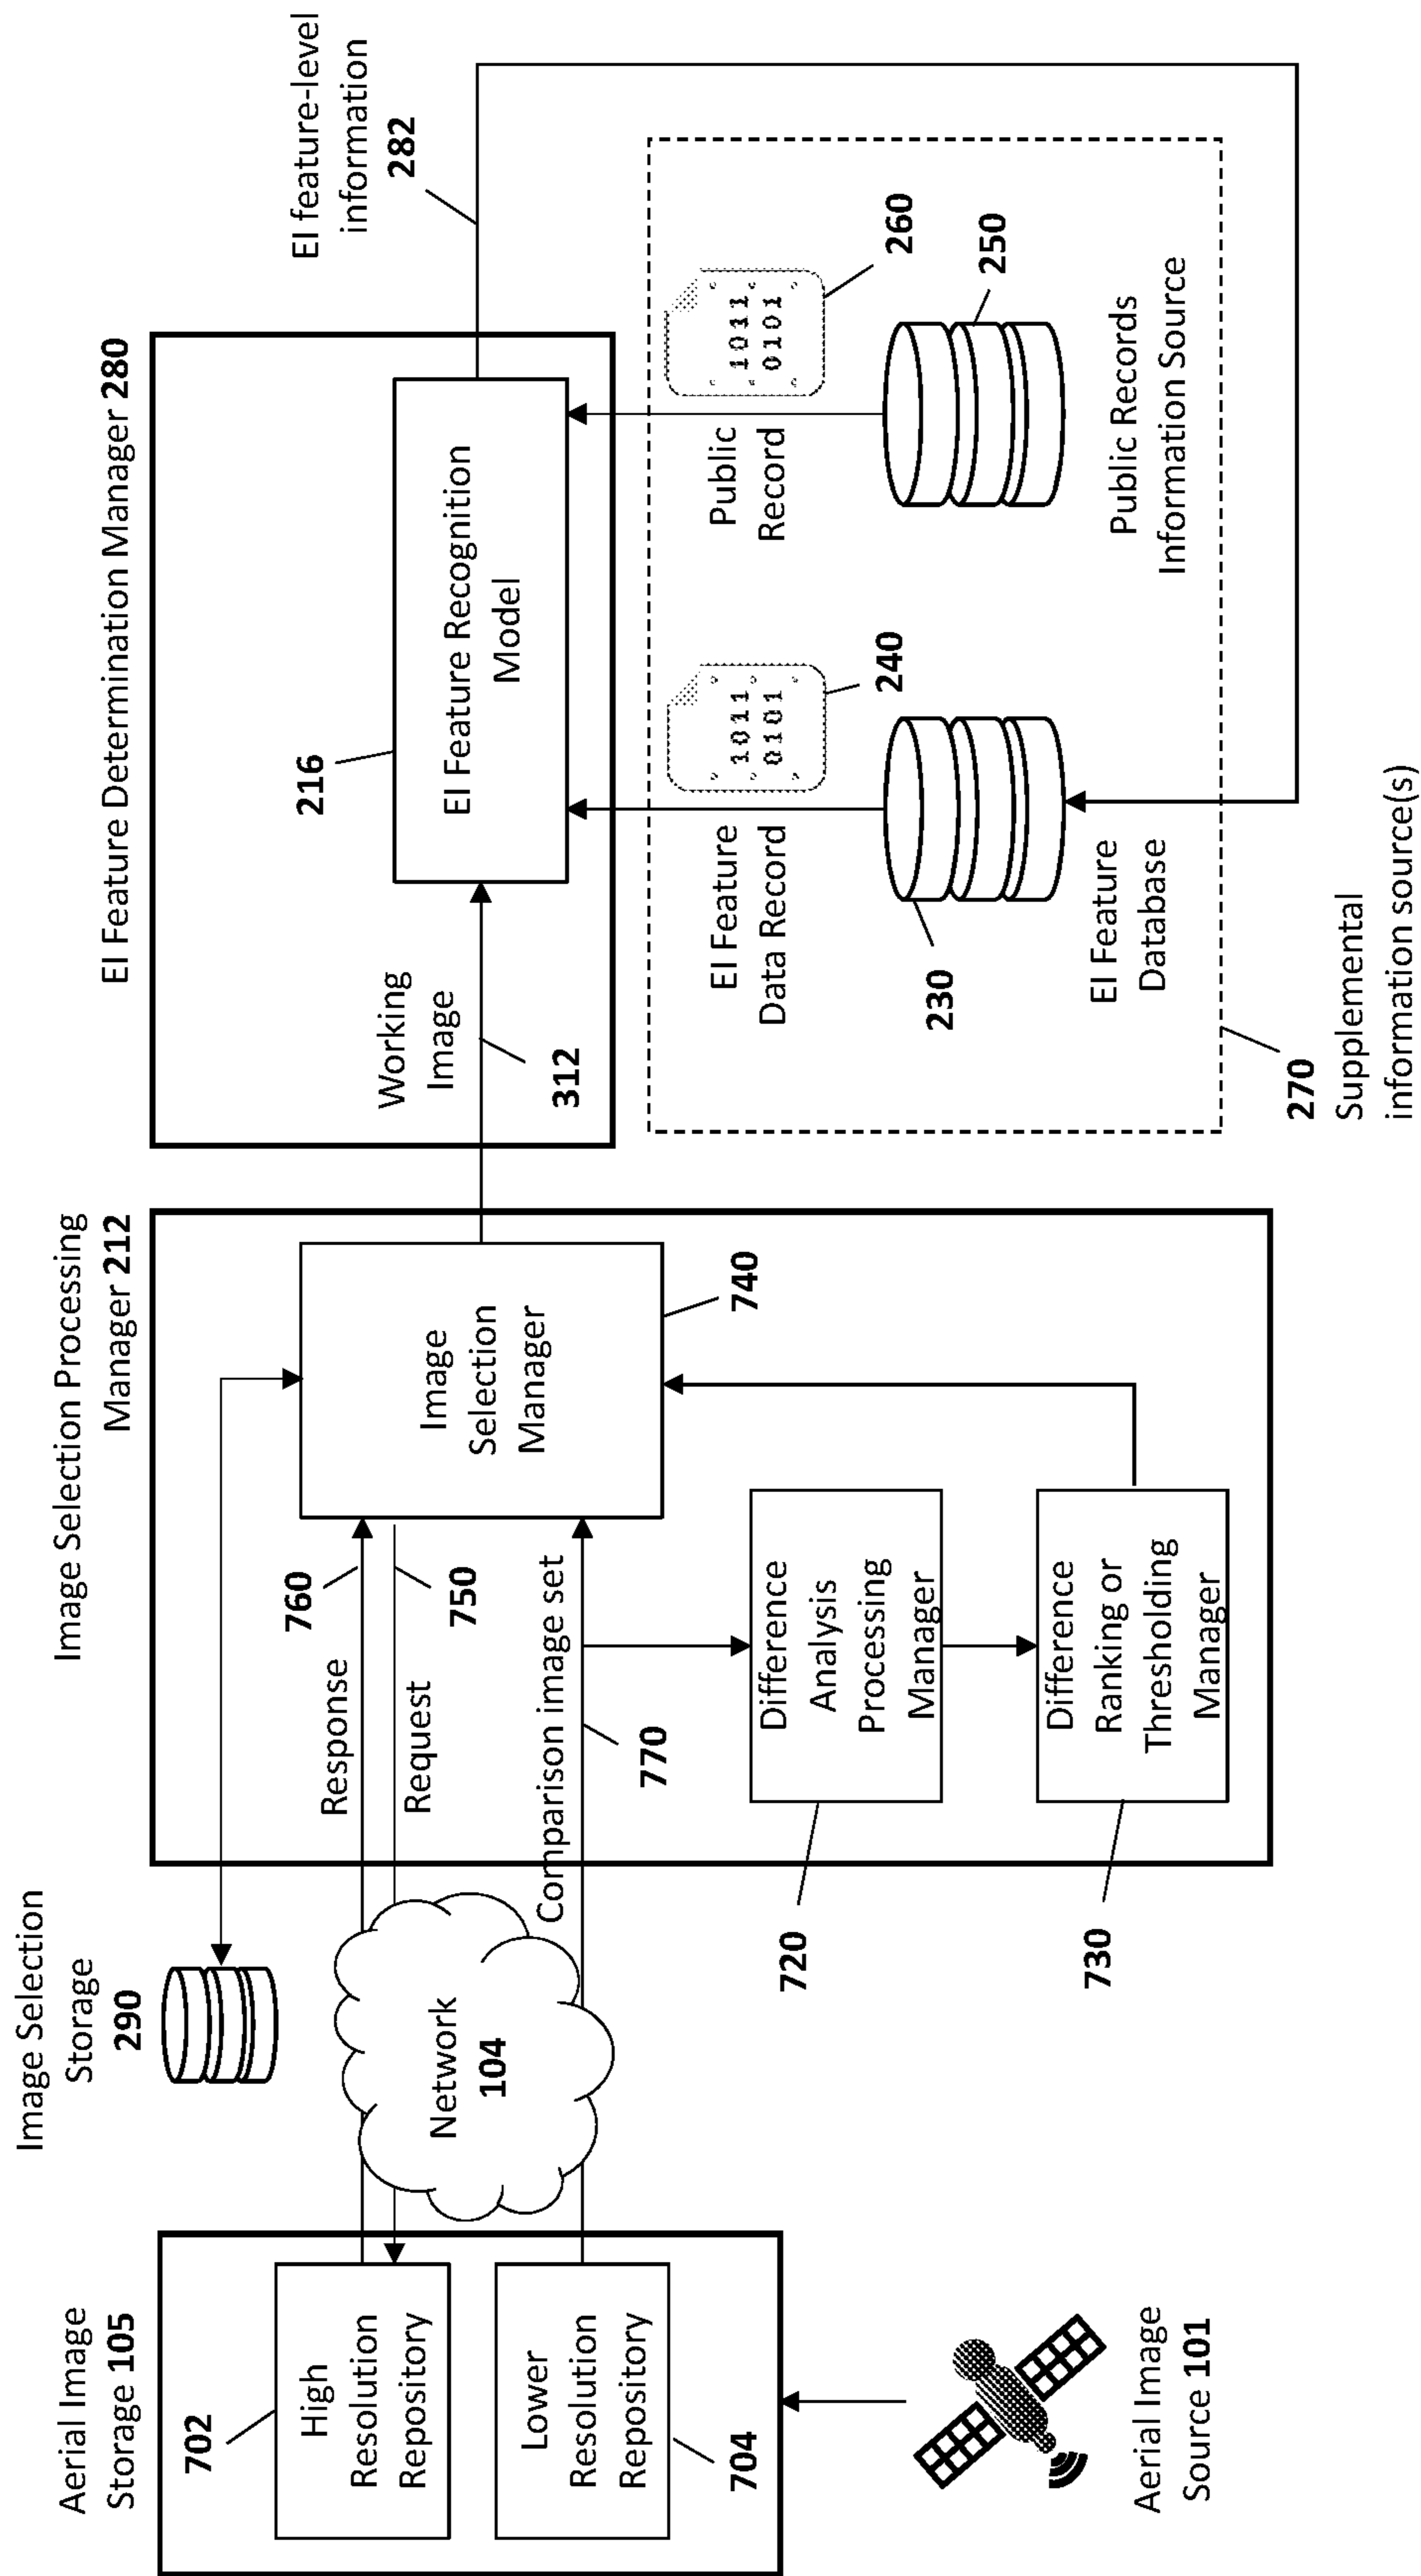 Aerial Image
Storage 105
702
High
Resolution
Repository
Lower
Resolution
Repository
704
Aerial Image
Source 101
Image Selection
Storage
290
Network
104
Image Selection Processing
Manager 212
Response
760
Request
750
Comparison image set
770
Image
Selection
Manager
740
Difference
Analysis
Processing
Manager
720
Difference
Ranking or
Thresholding
Manager
730
EI Feature Determination Manager 280
Working
Image
312
216
EI Feature Recognition
Model
EI feature-level
information
282
EI Feature
Data Record
1011
0101
240
230
EI Feature
Database
Public
Record
1011
0101
260
250
Public Records
Information Source
270
Supplemental
information source(s)